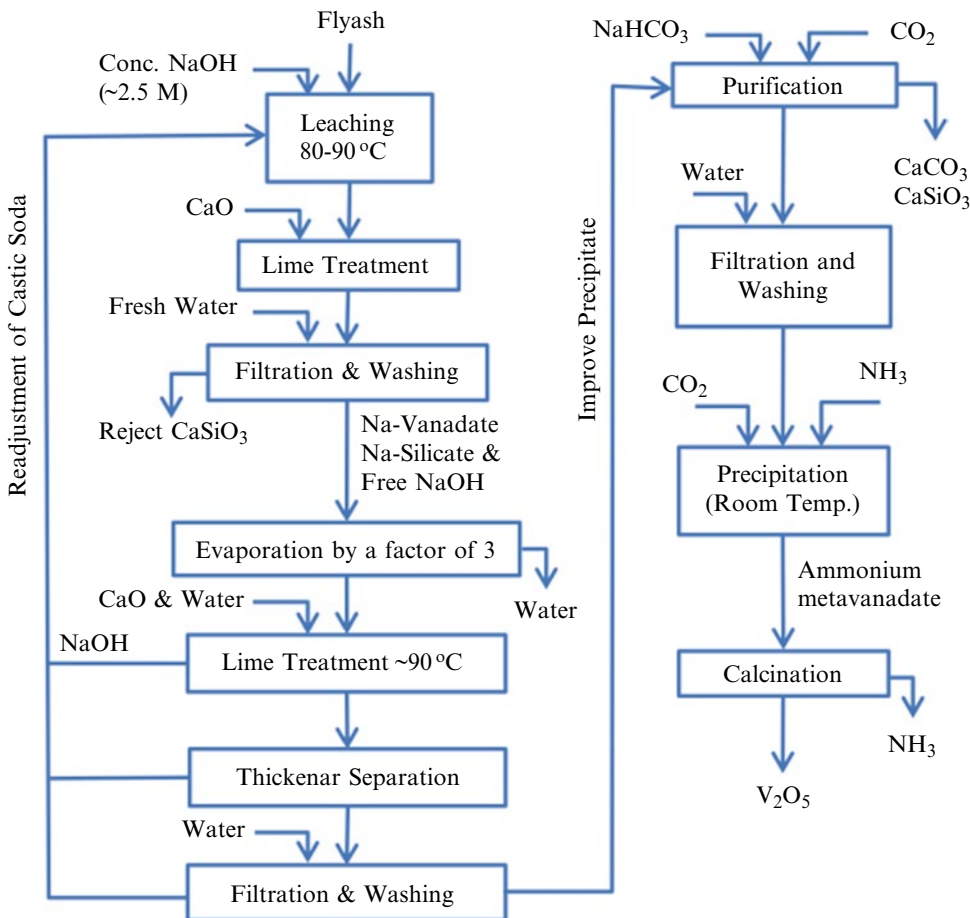 Flyash
Conc. NaOH
(~2.5 M)
Leaching
80-90 °C
CaO
Lime Treatment
Fresh Water
Filtration & Washing
Reject CaSiO₃
Na-Vanadate
Na-Silicate &
Free NaOH
Evaporation by a factor of 3
Water
CaO & Water
NaOH
Lime Treatment ~90 °C
Thickenar Separation
Water
Filtration & Washing
Readjustment of Castic Soda
Improve Precipitate
NaHCO₃
CO₂
Purification
CaCO₃
CaSiO₃
Water
Filtration and
Washing
CO₂
NH₃
Precipitation
(Room Temp.)
Ammonium
metavanadate
Calcination
NH₃
V₂O₅